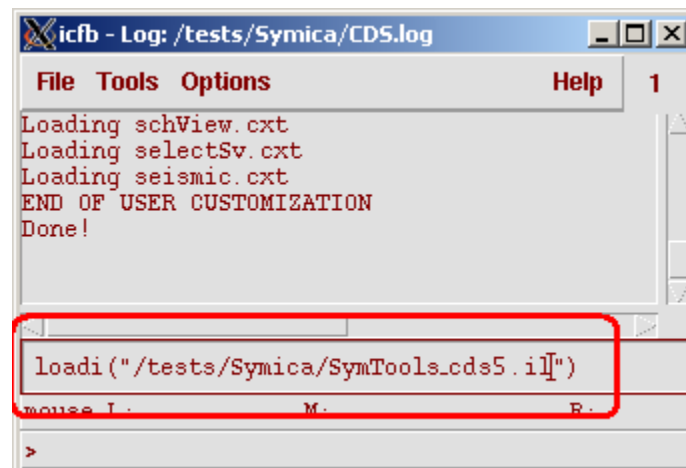 icfb - Log: /tests/Symica/CDS.log
File Tools Options Help 1
Loading schView.cxt
Loading selectSv.cxt
Loading seismic.cxt
END OF USER CUSTOMIZATION
Done!
loadi("/tests/Symica/SymTools_cds5.il")
mouse L: M: R:
>